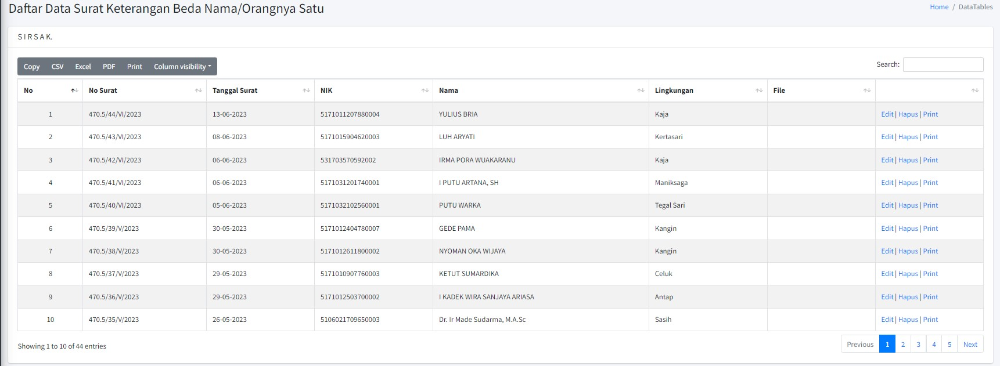 Daftar Data Surat Keterangan Beda Nama/Orangnya Satu
Home / DataTables
S I R S A K.
Copy CSV Excel PDF Print Column visibility
Search:
No No Surat Tanggal Surat NIK Nama Lingkungan File
1 470.5/44/VI/2023 13-06-2023 5171011207880004 YULIUS BRIA Kaja Edit | Hapus | Print
2 470.5/43/VI/2023 08-06-2023 5171015904620003 LUH ARYATI Kertasari Edit | Hapus | Print
3 470.5/42/VI/2023 06-06-2023 531703570592002 IRMA PORA WUAKARANU Kaja Edit | Hapus | Print
4 470.5/41/VI/2023 06-06-2023 5171031201740001 I PUTU ARTANA, SH Maniksaga Edit | Hapus | Print
5 470.5/40/VI/2023 05-06-2023 5171032102560001 PUTU WARKA Tegal Sari Edit | Hapus | Print
6 470.5/39/V/2023 30-05-2023 5171012404780007 GEDE PAMA Kangin Edit | Hapus | Print
7 470.5/38/V/2023 30-05-2023 5171012611800002 NYOMAN OKA WIJAYA Kangin Edit | Hapus | Print
8 470.5/37/V/2023 29-05-2023 5171010907760003 KETUT SUMARDIKA Celuk Edit | Hapus | Print
9 470.5/36/V/2023 29-05-2023 5171012503700002 I KADEK WIRA SANJAYA ARIASA Antap Edit | Hapus | Print
10 470.5/35/V/2023 26-05-2023 5106021709650003 Dr. Ir Made Sudarma, M.A.Sc Sasih Edit | Hapus | Print
Showing 1 to 10 of 44 entries
Previous 1 2 3 4 5 Next